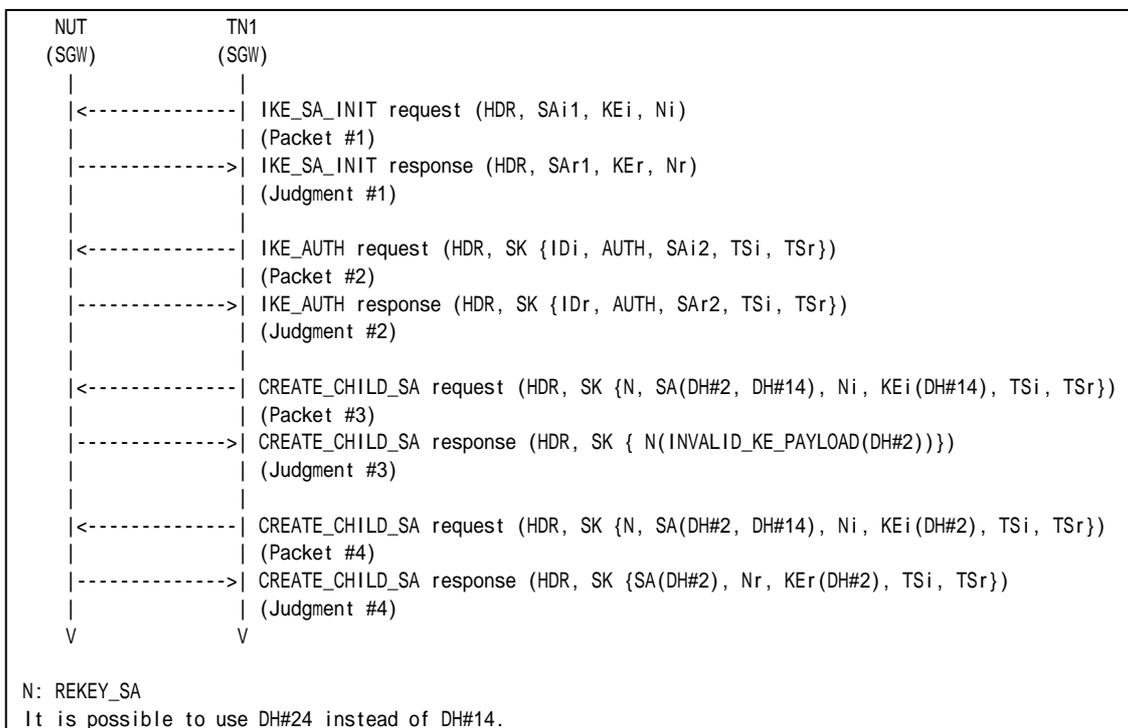 NUT TN1
(SGW) (SGW)
| |
|<--------------| IKE_SA_INIT request (HDR, SAi1, KEi, Ni)
| | (Packet #1)
|-------------->| IKE_SA_INIT response (HDR, SAr1, KEr, Nr)
| | (Judgment #1)
| |
|<--------------| IKE_AUTH request (HDR, SK {IDi, AUTH, SAi2, TSi, TSr})
| | (Packet #2)
|-------------->| IKE_AUTH response (HDR, SK {IDr, AUTH, SAr2, TSi, TSr})
| | (Judgment #2)
| |
|<--------------| CREATE_CHILD_SA request (HDR, SK {N, SA(DH#2, DH#14), Ni, KEi(DH#14), TSi, TSr})
| | (Packet #3)
|-------------->| CREATE_CHILD_SA response (HDR, SK { N(INVALID_KE_PAYLOAD(DH#2))})
| | (Judgment #3)
| |
|<--------------| CREATE_CHILD_SA request (HDR, SK {N, SA(DH#2, DH#14), Ni, KEi(DH#2), TSi, TSr})
| | (Packet #4)
|-------------->| CREATE_CHILD_SA response (HDR, SK {SA(DH#2), Nr, KEr(DH#2), TSi, TSr})
| | (Judgment #4)
V V
N: REKEY_SA
It is possible to use DH#24 instead of DH#14.